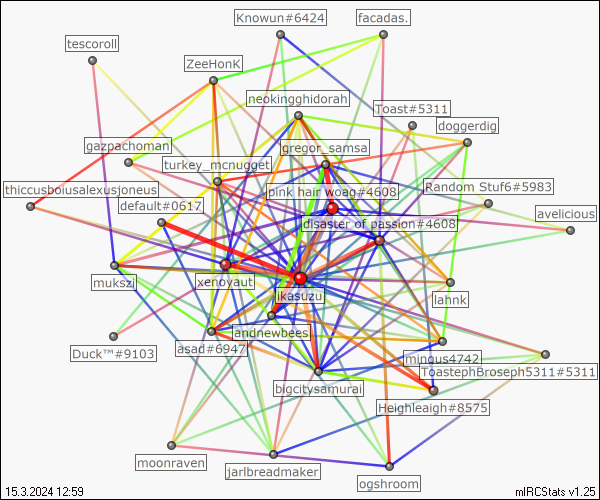 Knowun#6424
facadas.
tescoroll
ZeeHonK
neokingghidorah
Toast#5311
doggerdig
gazpachoman
gregor_samsa
turkey_mcnugget
thiccusboiusalexusjoneus
pink hair woag#4608
Random Stuf6#5983
default#0617
avelicious
disaster of passion#4608
mukszi
xenoyaut
jikasuzu
lahnk
andnewbees
Duck™#9103
asad#6947
mingus4742
ToastephBroseph5311#5311
bigcitysamurai
Heighleaigh#8575
moonraven
jarlbreadmaker
ogshroom
15.3.2024 12:59
mIRCStats v1.25